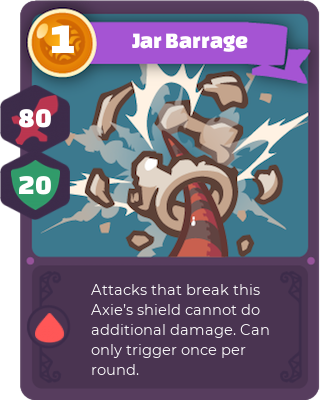 1
Jar Barrage
80
20
Attacks that break this
Axie's shield cannot do
additional damage. Can
only trigger once per
round.